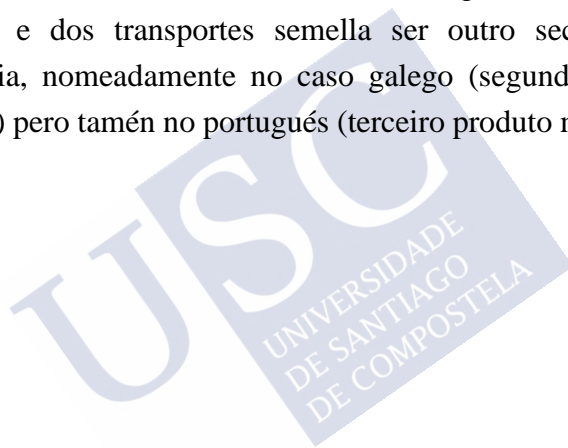 e dos transportes semella ser outro sec
ia, nomeadamente no caso galego (segund
) pero tamén no portugués (terceiro produto n
USC
UNIVERSIDADE
DE SANTIAGO
DE COMPOSTELA